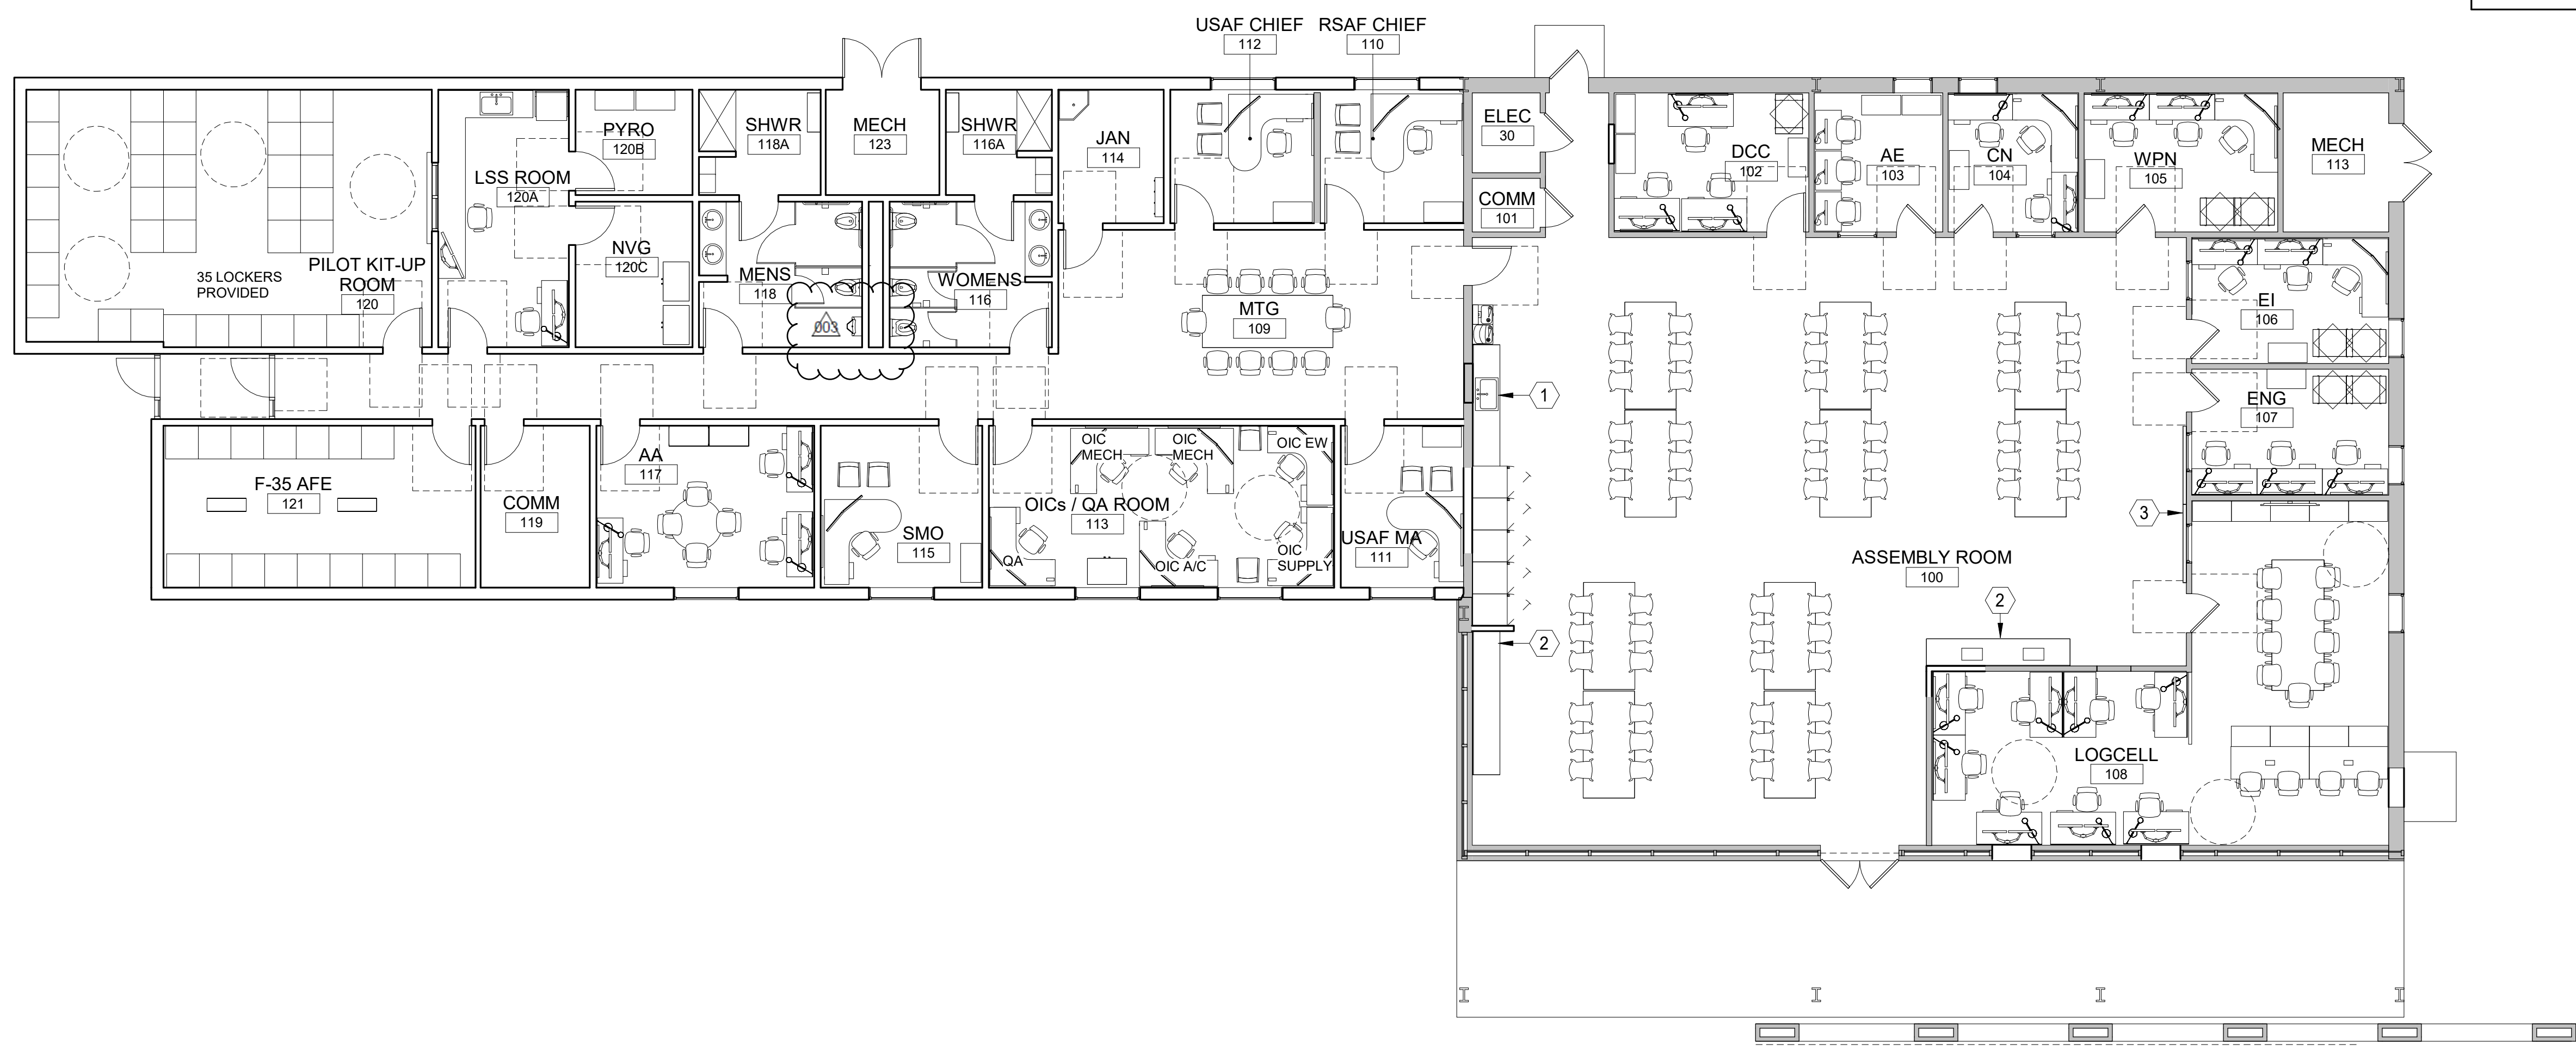 USAF CHIEF
112
RSAF CHIEF
110
PYRO
120B
SHWR
118A
MECH
123
SHWR
116A
JAN
114
ELEC
30
DCC
102
AE
103
CN
104
WPN
105
MECH
113
LSS ROOM
120A
COMM
101
NVG
120C
35 LOCKERS
PROVIDED
PILOT KIT-UP
ROOM
120
MENS
118
003
WOMENS
116
MTG
109
EI
106
1
ENG
107
F-35 AFE
121
COMM
119
AA
117
SMO
115
OIC
MECH
OIC
MECH
OIC EW
OICs / QA ROOM
113
QA
OIC A/C
OIC
SUPPLY
USAF MA
111
3
ASSEMBLY ROOM
100
2
2
LOGCELL
108